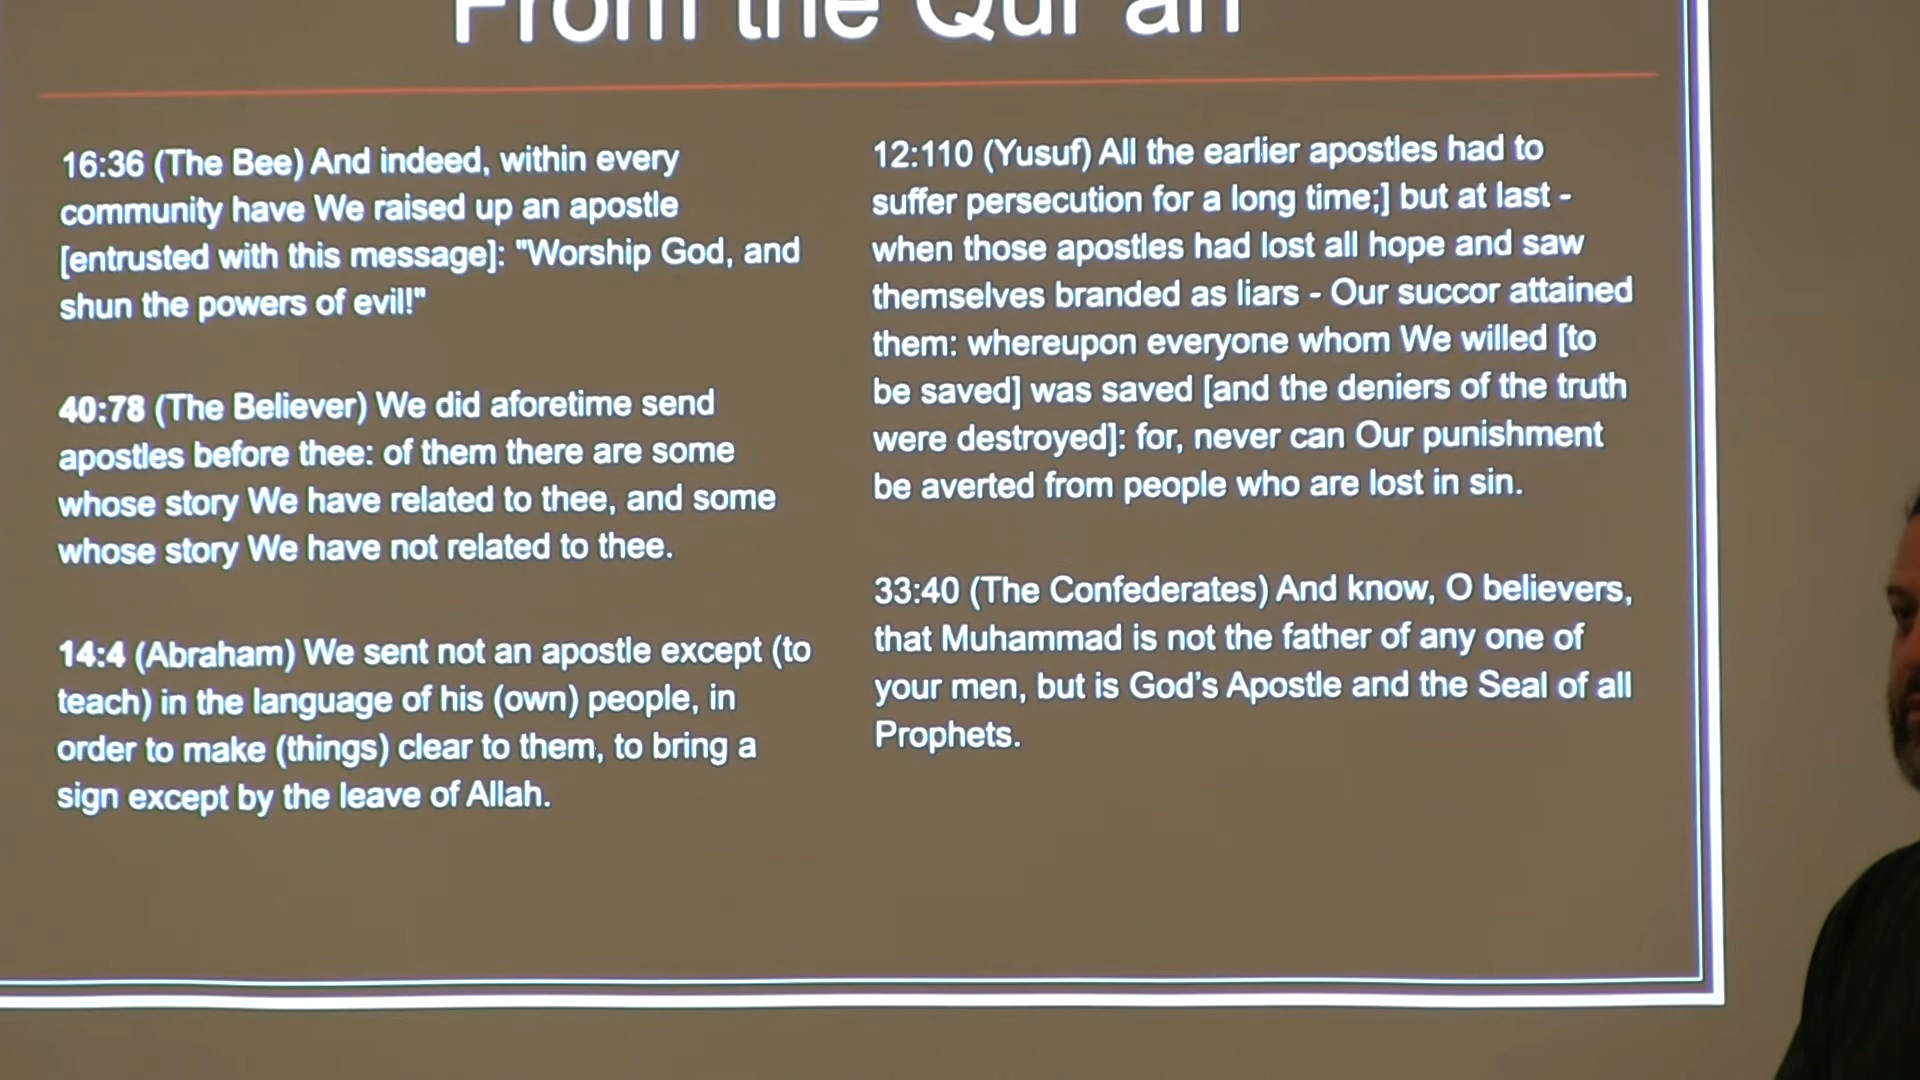 From the Qur'an
16:36 (The Bee) And indeed, within every
community have We raised up an apostle
[entrusted with this message]: "Worship God, and
shun the powers of evil!"
40:78 (The Believer) We did aforetime send
apostles before thee: of them there are some
whose story We have related to thee, and some
whose story We have not related to thee.
14:4 (Abraham) We sent not an apostle except (to
teach) in the language of his (own) people, in
order to make (things) clear to them, to bring a
sign except by the leave of Allah.
12:110 (Yusuf) All the earlier apostles had to
suffer persecution for a long time;] but at last -
when those apostles had lost all hope and saw
themselves branded as liars - Our succor attained
them: whereupon everyone whom We willed [to
be saved] was saved [and the deniers of the truth
were destroyed]: for, never can Our punishment
be averted from people who are lost in sin.
33:40 (The Confederates) And know, O believers,
that Muhammad is not the father of any one of
your men, but is God's Apostle and the Seal of all
Prophets.